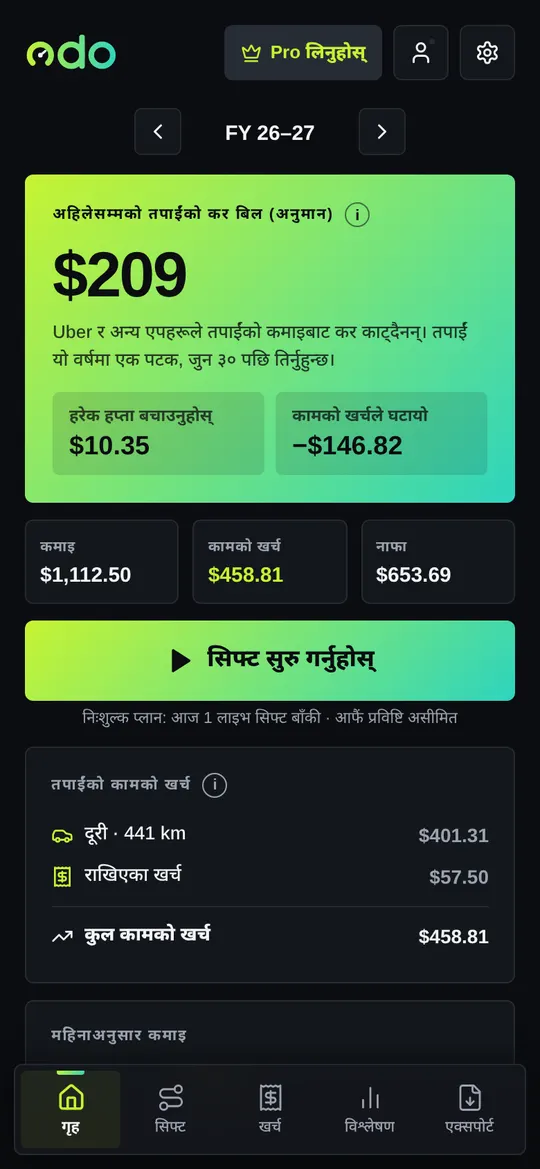 odo
Pro लिनुहोस्
FY 26–27
अहिलेसम्मको तपाईंको कर बिल (अनुमान)
$209
Uber र अन्य एपहरूले तपाईंको कमाइबाट कर काट्दैनन्। तपाईं
यो वर्षमा एक पटक, जुन ३० पछि तिर्नुहुन्छ।
हरेक हप्ता बचाउनुहोस्
कामको खर्चले घटायो
$10.35
−$146.82
कमाइ
कामको खर्च
नाफा
$1,112.50
$458.81
$653.69
सिफ्ट सुरु गर्नुहोस्
निःशुल्क प्लान: आज 1 लाइभ सिफ्ट बाँकी · आफैं प्रविष्टि असीमित
तपाईंको कामको खर्च
दूरी · 441 km
$401.31
राखिएका खर्च
$57.50
कुल कामको खर्च
$458.81
महिनाअनुसार कमाइ
गृह
सिफ्ट
खर्च
विश्लेषण
एक्सपोर्ट